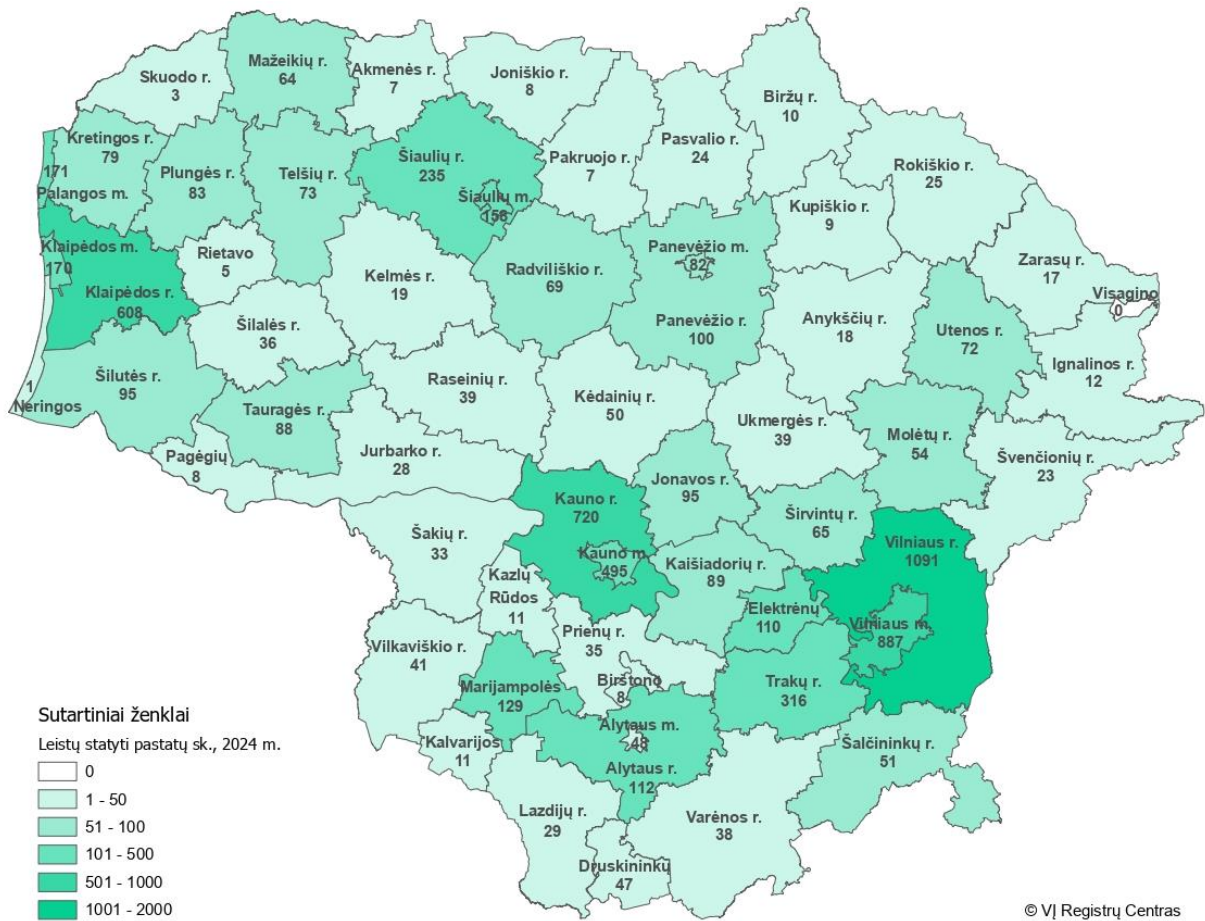 Skuodo r.
3
Mažeikių r.
64
Akmenės r.
7
Joniškio r.
8
Biržų r.
10
Kretingos r.
79
171
Palangos m.
Plungės r.
83
Telšių r.
73
Šiaulių r.
235
Šiaulių m.
158
Pakruojo r.
7
Pasvalio r.
24
Rokiškio r.
25
Kupiškio r.
9
Klaipėdos m.
170
Klaipėdos r.
608
Rietavo
5
Kelmės r.
19
Radviliškio r.
69
Panevėžio m.
82
Panevėžio r.
100
Anykščių r.
18
Zarasų r.
17
Visagino
0
Utenos r.
72
Ignalinos r.
12
Šilalės r.
36
1
Neringos
Šilutės r.
95
Tauragės r.
88
Raseinių r.
39
Kėdainių r.
50
Ukmergės r.
39
Molėtų r.
54
Švenčionių r.
23
Pagėgių
8
Jurbarko r.
28
Kauno r.
720
Kauno m.
495
Jonavos r.
95
Širvintų r.
65
Vilniaus r.
1091
Vilniaus m.
887
Šakių r.
33
Kazlų
Rūdos
11
Kaišiadorių r.
89
Elektrėnų
110
Prienų r.
35
Birštono
8
Vilkaviškio r.
41
Marijampolės
129
Trakų r.
316
Alytaus m.
48
Alytaus r.
112
Kalvarijos
11
Šalčininkų r.
51
Lazdijų r.
29
Varėnos r.
38
Druskininkų
47
Sutartiniai ženklai
Leistų statyti pastatų sk., 2024 m.
0
1 - 50
51 - 100
101 - 500
501 - 1000
1001 - 2000
© VĮ Registrų Centras